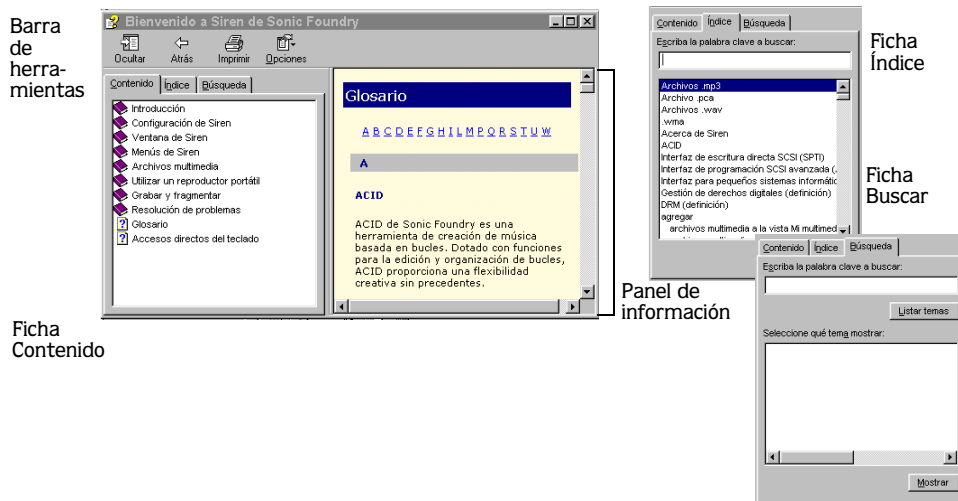 Barra
de
herra-
mientas
Bienvenido a Siren de Sonic Foundry
Ocultar Atrás Imprimir Opciones
Contenido Índice Búsqueda
Introducción
Configuración de Siren
Ventana de Siren
Menús de Siren
Archivos multimedia
Utilizar un reproductor portátil
Grabar y fragmentar
Resolución de problemas
Glosario
Accesos directos del teclado
Glosario
A B C D E F G H I L M P Q R S T U W
A
ACID
ACID de Sonic Foundry es una
herramienta de creación de música
basada en bucles. Dotado con funciones
para la edición y organización de bucles,
ACID proporciona una flexibilidad
creativa sin precedentes.
Ficha
Contenido
Panel de
información
Contenido Índice Búsqueda
Escriba la palabra clave a buscar:
Archivos .mp3
Archivo .pca
Archivos .wav
.wma
Acerca de Siren
ACID
Interfaz de escritura directa SCSI (SPTI)
Interfaz de programación SCSI avanzada (.
Interfaz para pequeños sistemas informátic
Gestión de derechos digitales (definición)
DRM (definición)
agregar
archivos multimedia a la vista Mi multimed
Ficha
Índice
Ficha
Buscar
Contenido Índice Búsqueda
Escriba la palabra clave a buscar:
Listar temas
Seleccione qué tema mostrar:
Mostrar